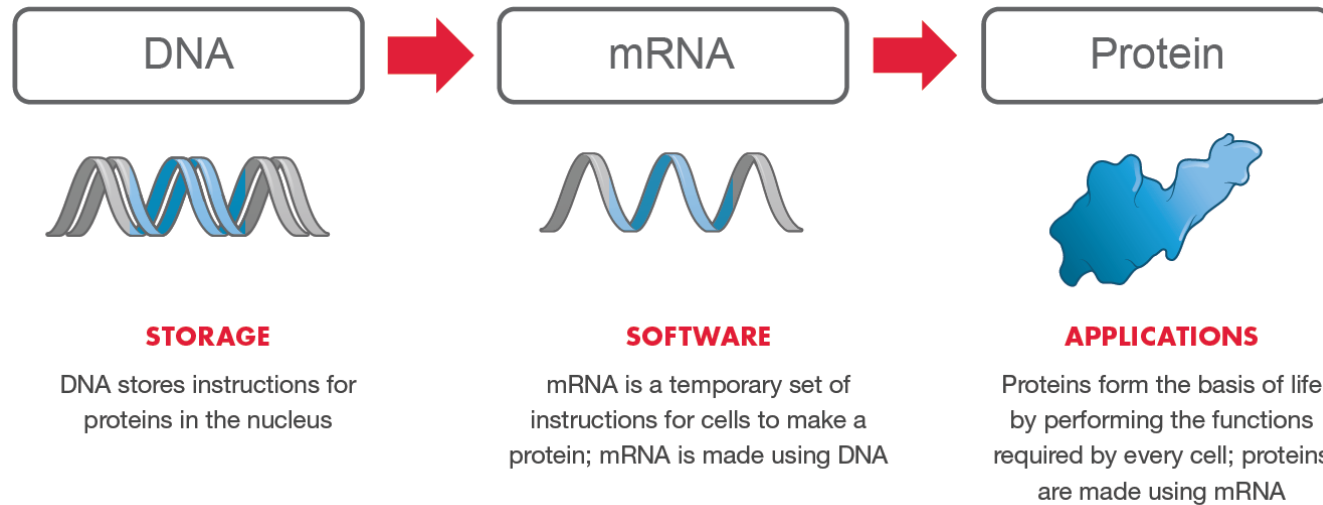 DNA
mRNA
Protein
STORAGE
DNA stores instructions for
proteins in the nucleus
SOFTWARE
mRNA is a temporary set of
instructions for cells to make a
protein; mRNA is made using DNA
APPLICATIONS
Proteins form the basis of life
by performing the functions
required by every cell; proteins
are made using mRNA